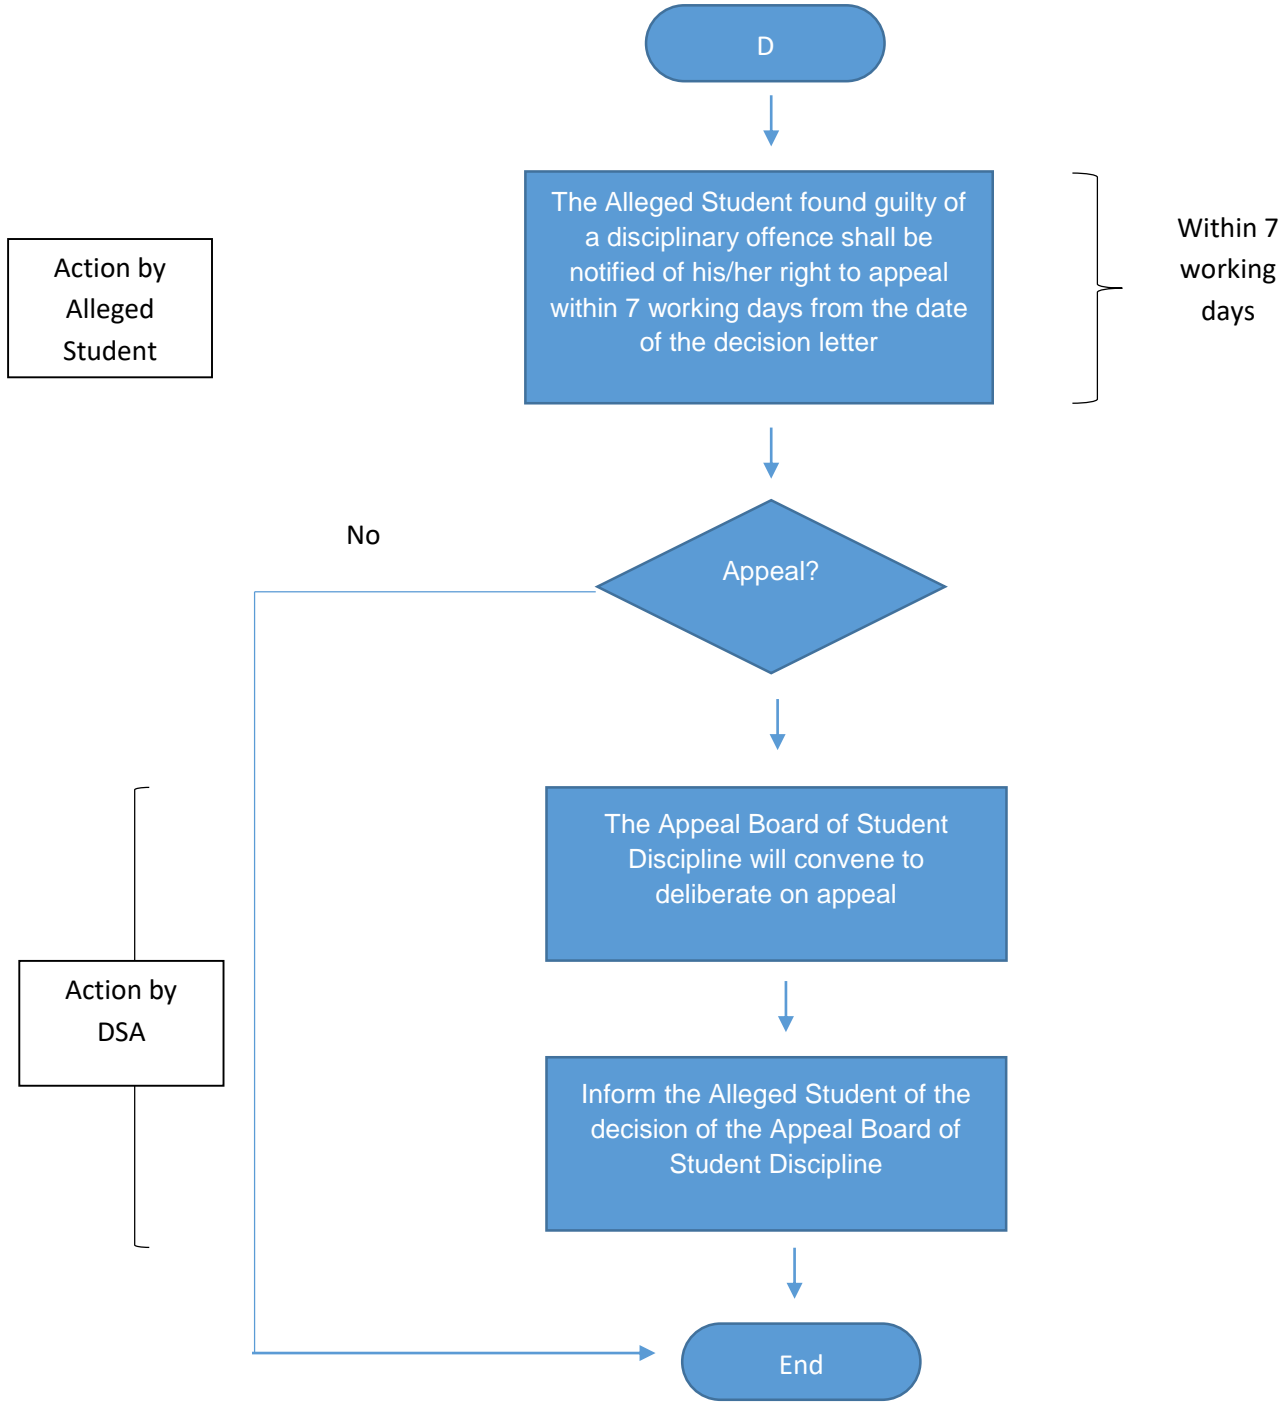 D
The Alleged Student found guilty of
a disciplinary offence shall be
notified of his/her right to appeal
within 7 working days from the date
of the decision letter
Within 7
working
days
Action by
Alleged
Student
No
Appeal?
The Appeal Board of Student
Discipline will convene to
deliberate on appeal
Action by
DSA
Inform the Alleged Student of the
decision of the Appeal Board of
Student Discipline
End